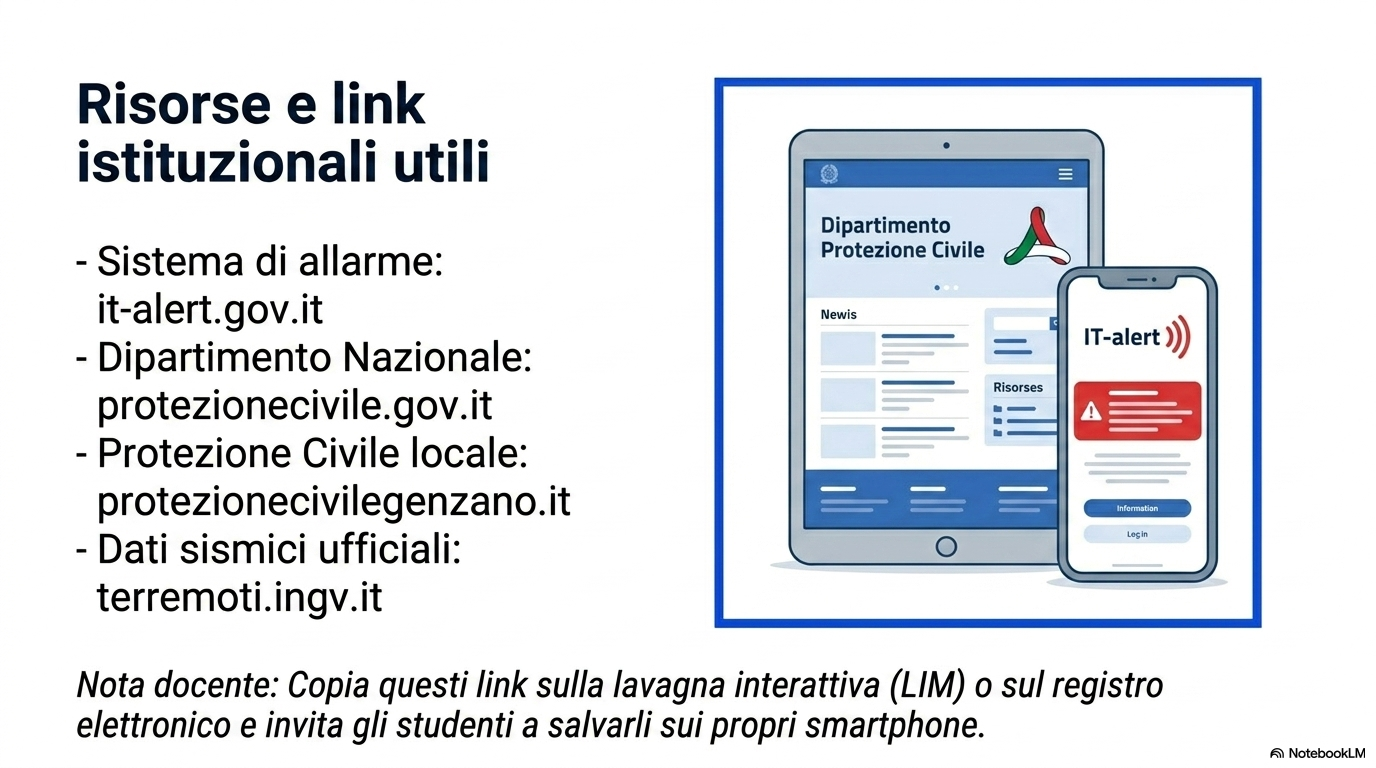 Risorse e link
istituzionali utili
- Sistema di allarme:
it-alert.gov.it
- Dipartimento Nazionale:
protezionecivile.gov.it
- Protezione Civile locale:
protezionecivilegenzano.it
- Dati sismici ufficiali:
terremoti.ingv.it
Dipartimento
Protezione Civile
Newis
Risorses
IT-alert
Information
Log in
Nota docente: Copia questi link sulla lavagna interattiva (LIM) o sul registro
elettronico e invita gli studenti a salvarli sui propri smartphone.
NotebookLM